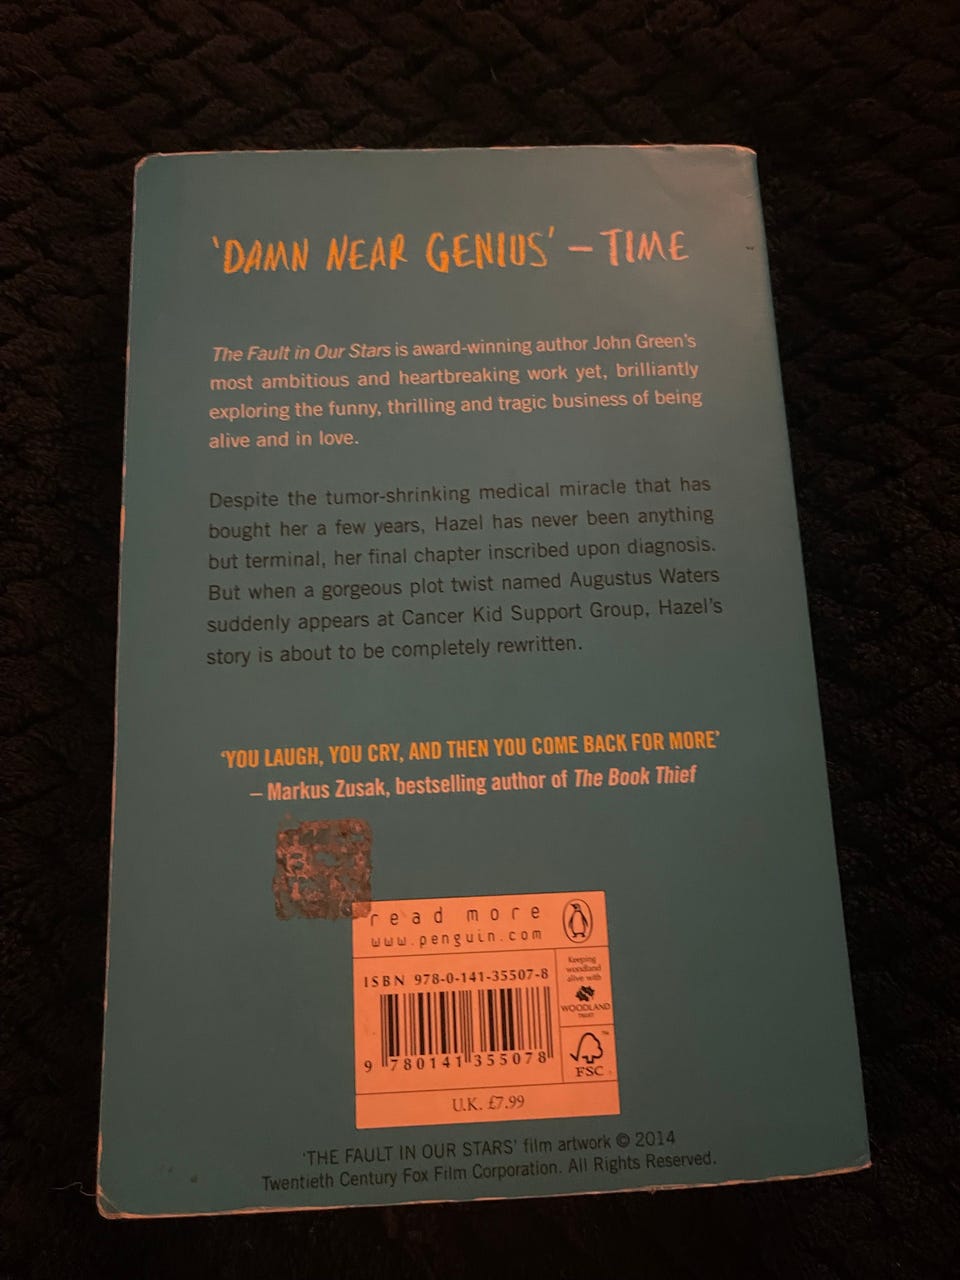 'DAMN NEAR GENIUS' – TIME
The Fault in Our Stars is award-winning author John Green's
most ambitious and heartbreaking work yet, brilliantly
exploring the funny, thrilling and tragic business of being
alive and in love.
Despite the tumor-shrinking medical miracle that has
bought her a few years, Hazel has never been anything
but terminal, her final chapter inscribed upon diagnosis.
But when a gorgeous plot twist named Augustus Waters
suddenly appears at Cancer Kid Support Group, Hazel's
story is about to be completely rewritten.
'YOU LAUGH, YOU CRY, AND THEN YOU COME BACK FOR MORE'
– Markus Zusak, bestselling author of The Book Thief
read more
www.penguin.com
ISBN 978-0-141-35507-8
9 780141 355078
Keeping
woodland
alive with
WOODLAND
TRUST
FSC
U.K. £7.99
'THE FAULT IN OUR STARS' film artwork © 2014
Twentieth Century Fox Film Corporation. All Rights Reserved.